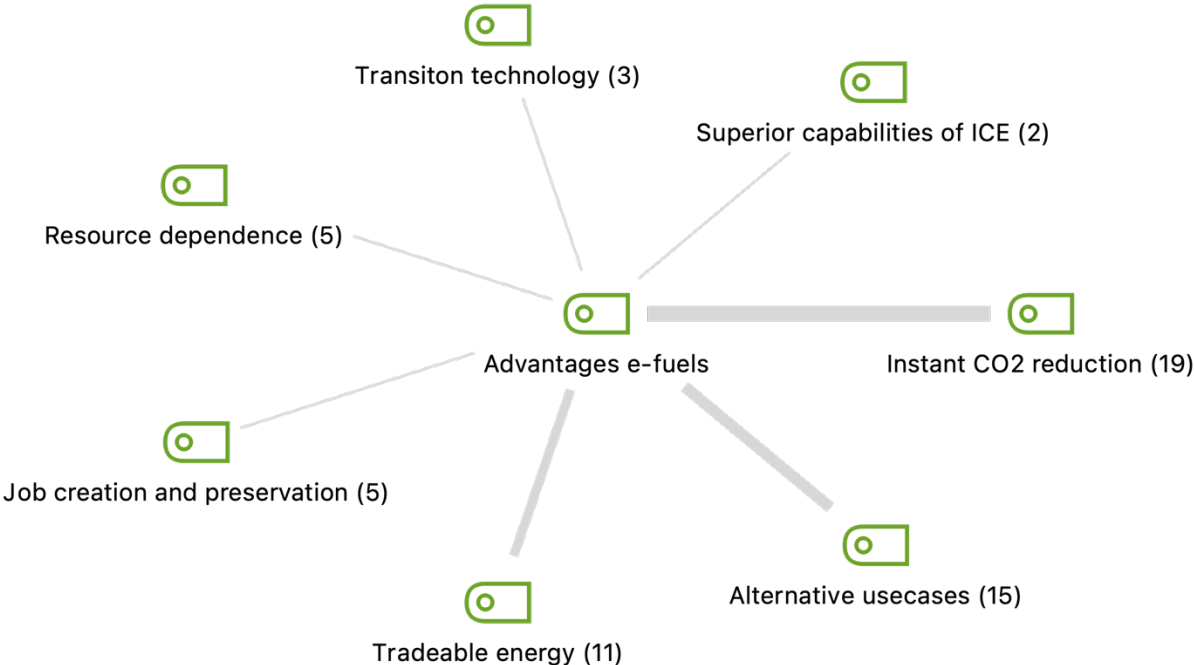 Transiton technology (3)
Superior capabilities of ICE (2)
Resource dependence (5)
Advantages e-fuels
Instant CO2 reduction (19)
Job creation and preservation (5)
Alternative usecases (15)
Tradeable energy (11)